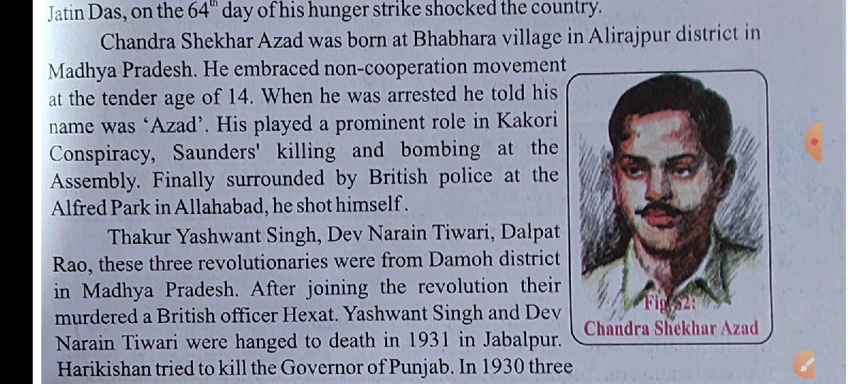 Jatin Das, on the 64th day of his hunger strike shocked the country.
Chandra Shekhar Azad was born at Bhabhara village in Alirajpur district in
Madhya Pradesh. He embraced non-cooperation movement
at the tender age of 14. When he was arrested he told his
name was ‘Azad’. His played a prominent role in Kakori
Conspiracy, Saunders' killing and bombing at the
Assembly. Finally surrounded by British police at the
Alfred Park in Allahabad, he shot himself.
Thakur Yashwant Singh, Dev Narain Tiwari, Dalpat
Rao, these three revolutionaries were from Damoh district
in Madhya Pradesh. After joining the revolution their
murdered a British officer Hexat. Yashwant Singh and Dev
Narain Tiwari were hanged to death in 1931 in Jabalpur.
Harikishan tried to kill the Governor of Punjab. In 1930 three
Chandra Shekhar Azad